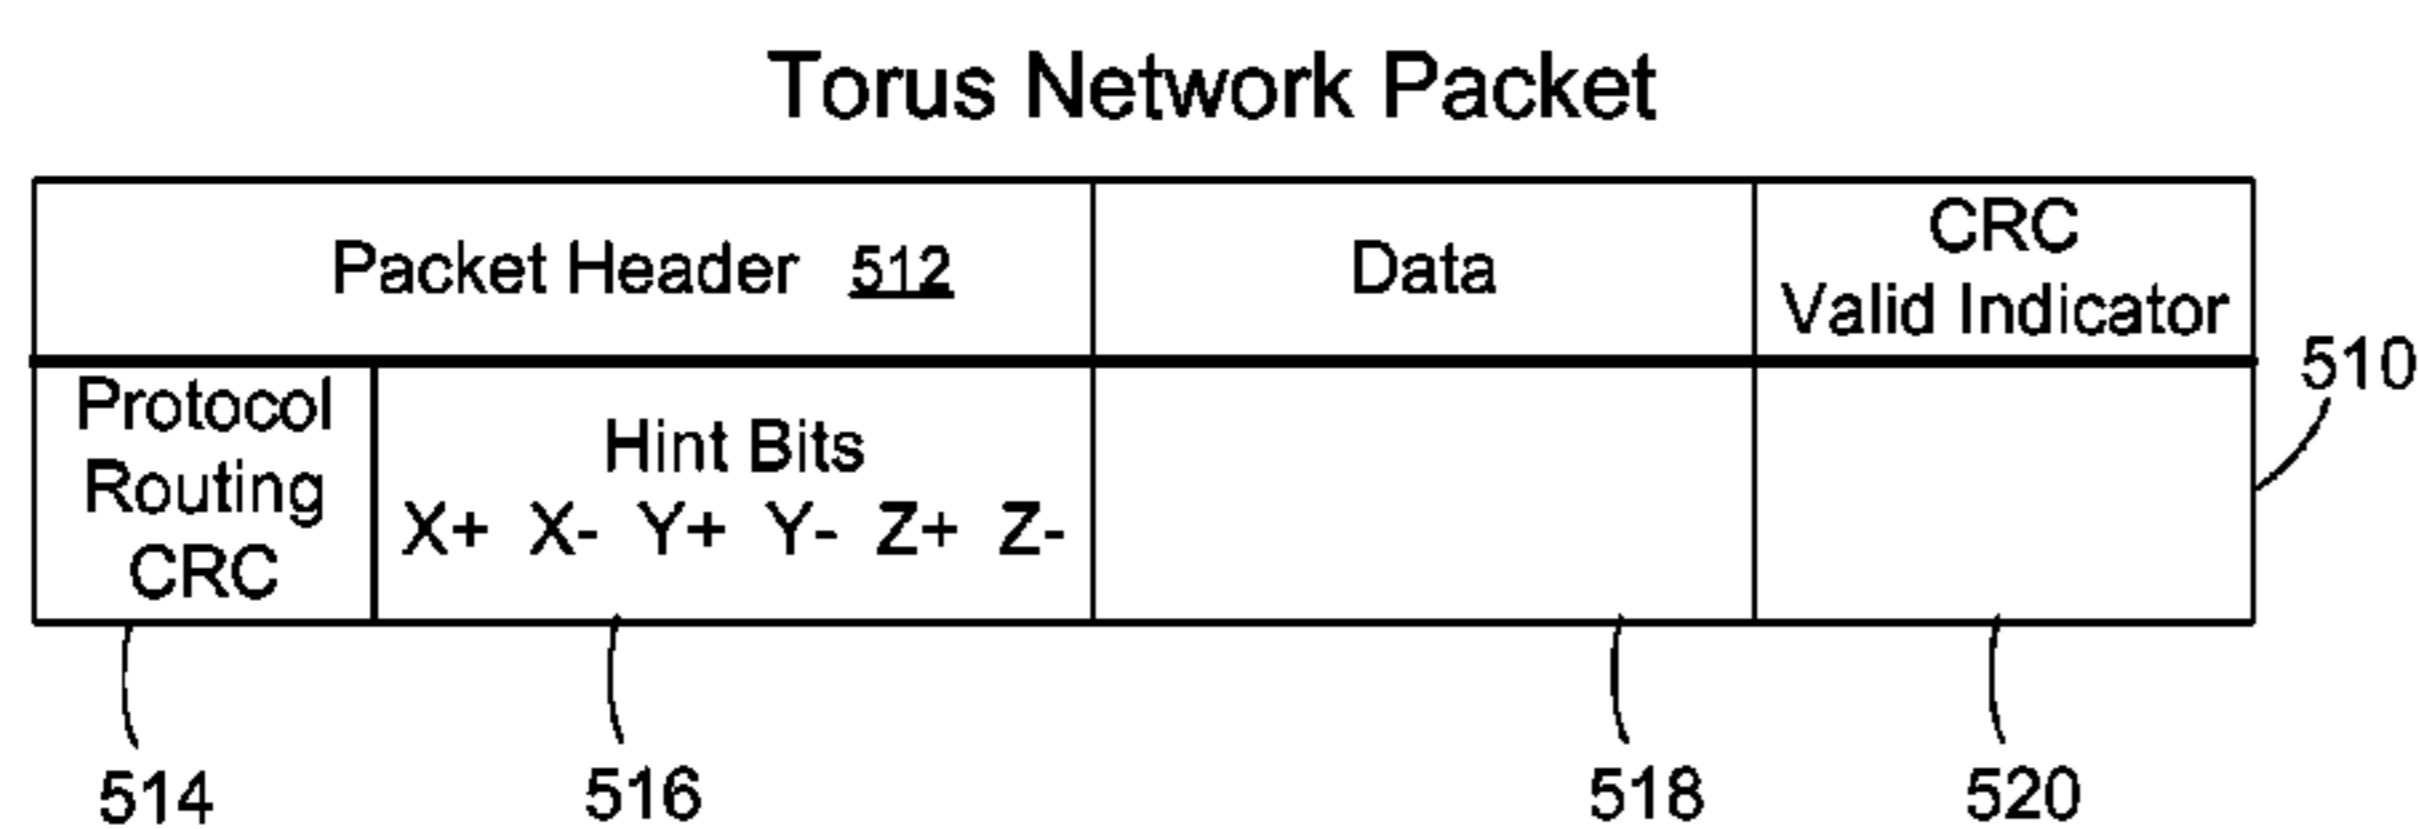 Torus Network Packet
Packet Header 512
Data
CRC
Valid Indicator
510
Protocol
Routing
CRC
Hint Bits
X+ X- Y+ Y- Z+ Z-
514
516
518
520